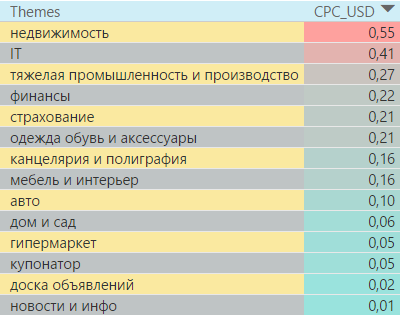 Themes CPC_USD
недвижимость 0,55
IT 0,41
тяжелая промышленность и производство 0,27
финансы 0,22
страхование 0,21
одежда обувь и аксессуары 0,21
канцелярия и полиграфия 0,16
мебель и интерьер 0,16
авто 0,10
дом и сад 0,06
гипермаркет 0,05
купонатор 0,05
доска объявлений 0,02
новости и инфо 0,01